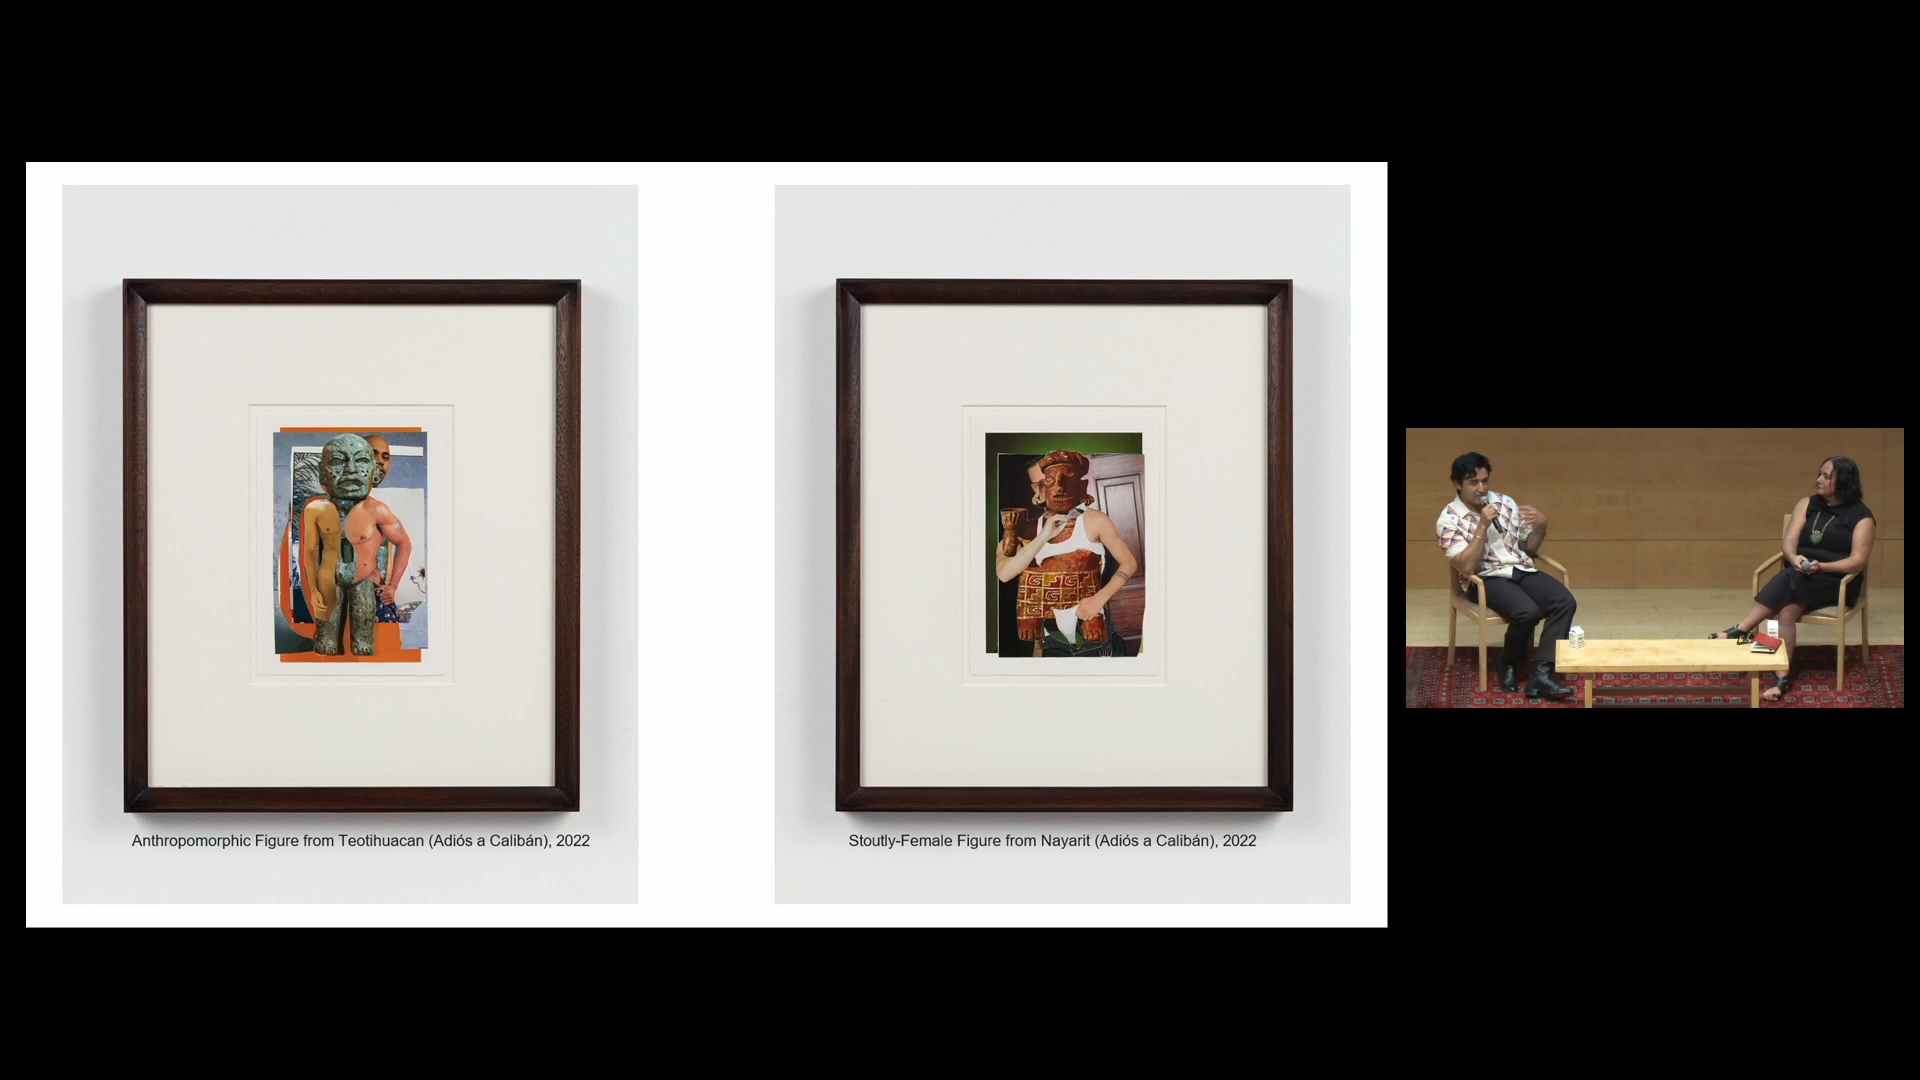 Anthropomorphic Figure from Teotihuacan (Adiós a Calibán), 2022
Stoutly-Female Figure from Nayarit (Adiós a Calibán), 2022